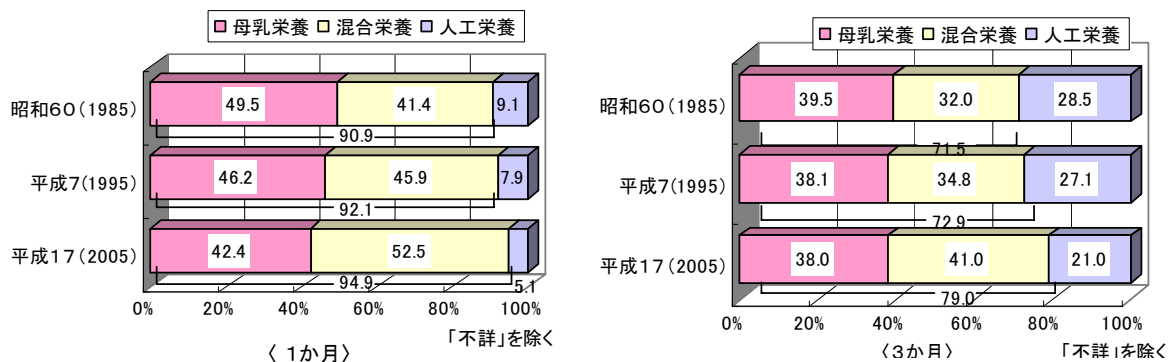 母乳栄養 混合栄養 人工栄養
昭和60(1985) 49.5 41.4 9.1
90.9
平成7(1995) 46.2 45.9 7.9
92.1
平成17(2005) 42.4 52.5
94.9 5.1
0% 20% 40% 60% 80% 100%
「不詳」を除く
〈 1か月〉
母乳栄養 混合栄養 人工栄養
昭和60(1985) 39.5 32.0 28.5
71.5
平成7(1995) 38.1 34.8 27.1
72.9
平成17(2005) 38.0 41.0 21.0
79.0
0% 20% 40% 60% 80% 100%
〈3か月〉 「不詳」を除く